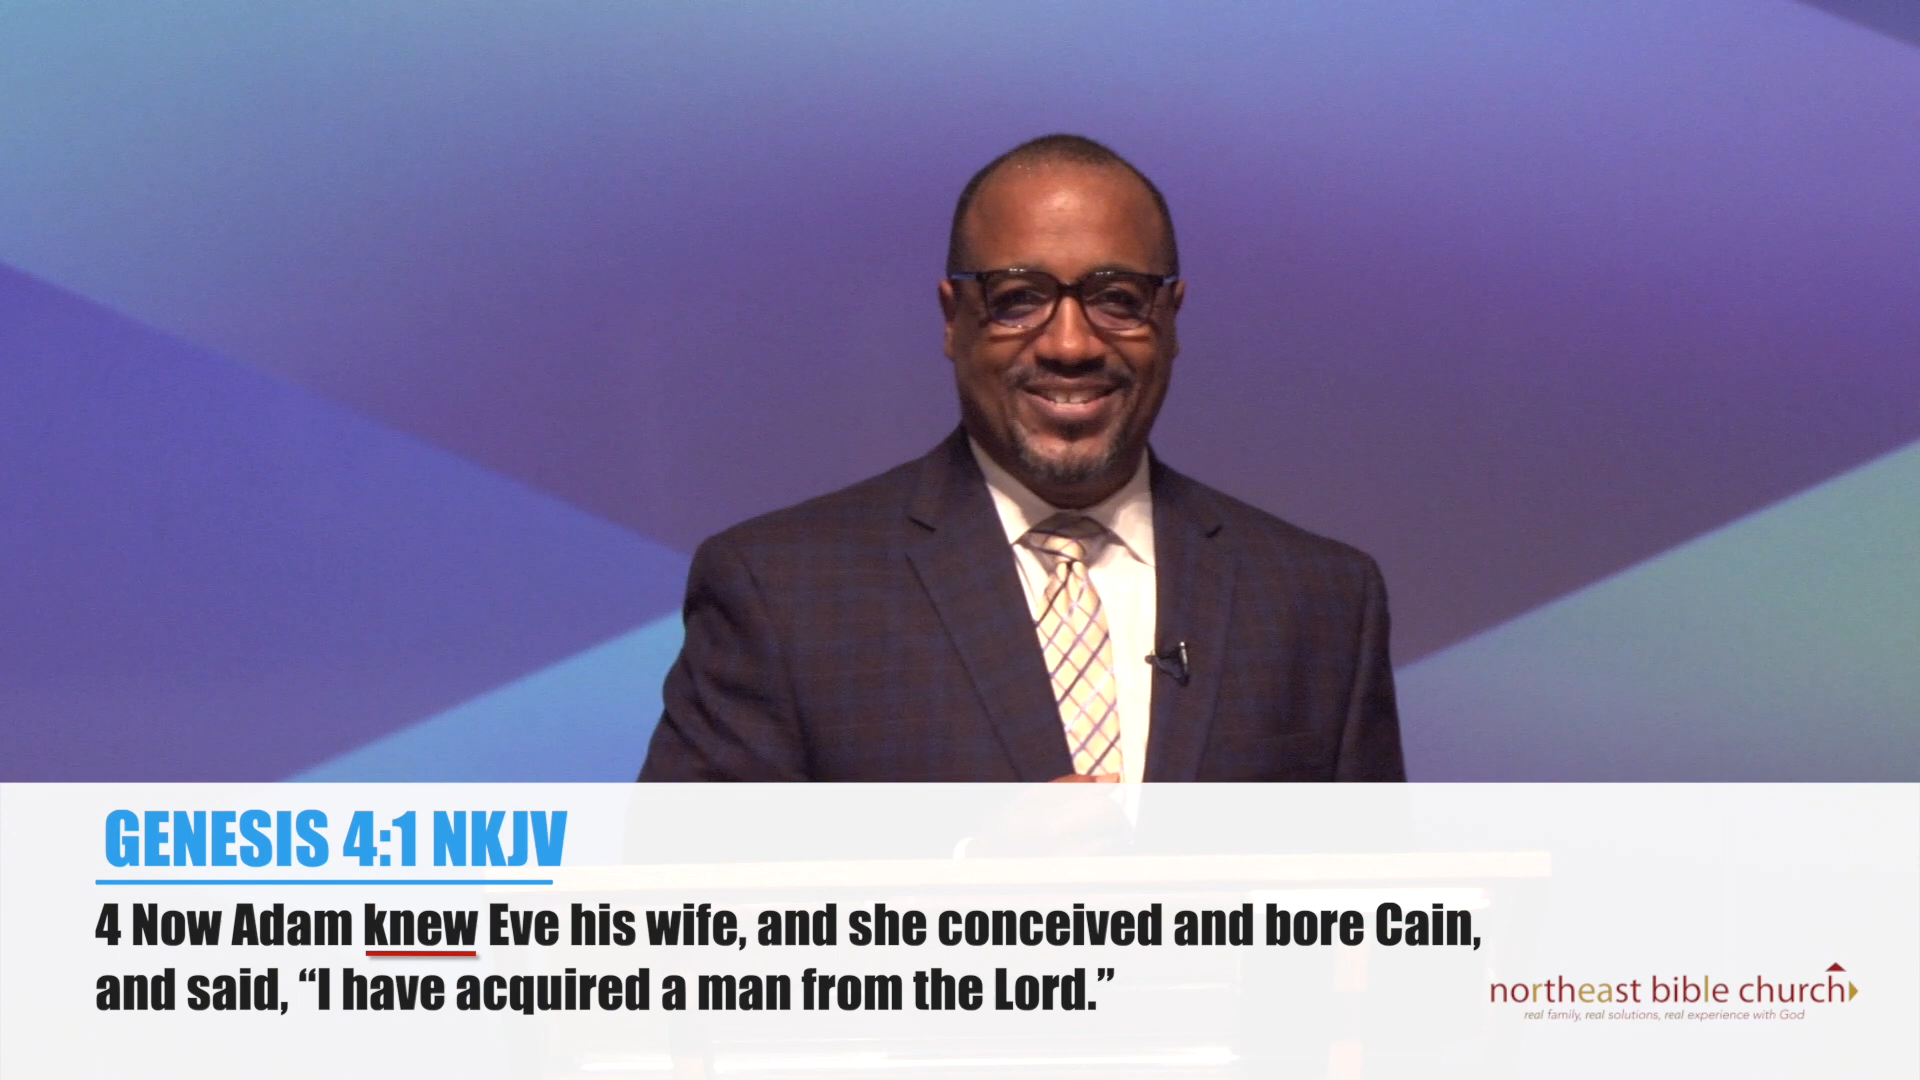 GENESIS 4:1 NKJV
4 Now Adam knew Eve his wife, and she conceived and bore Cain,
and said, “I have acquired a man from the Lord.”
northeast bible church
real family, real solutions, real experience with God